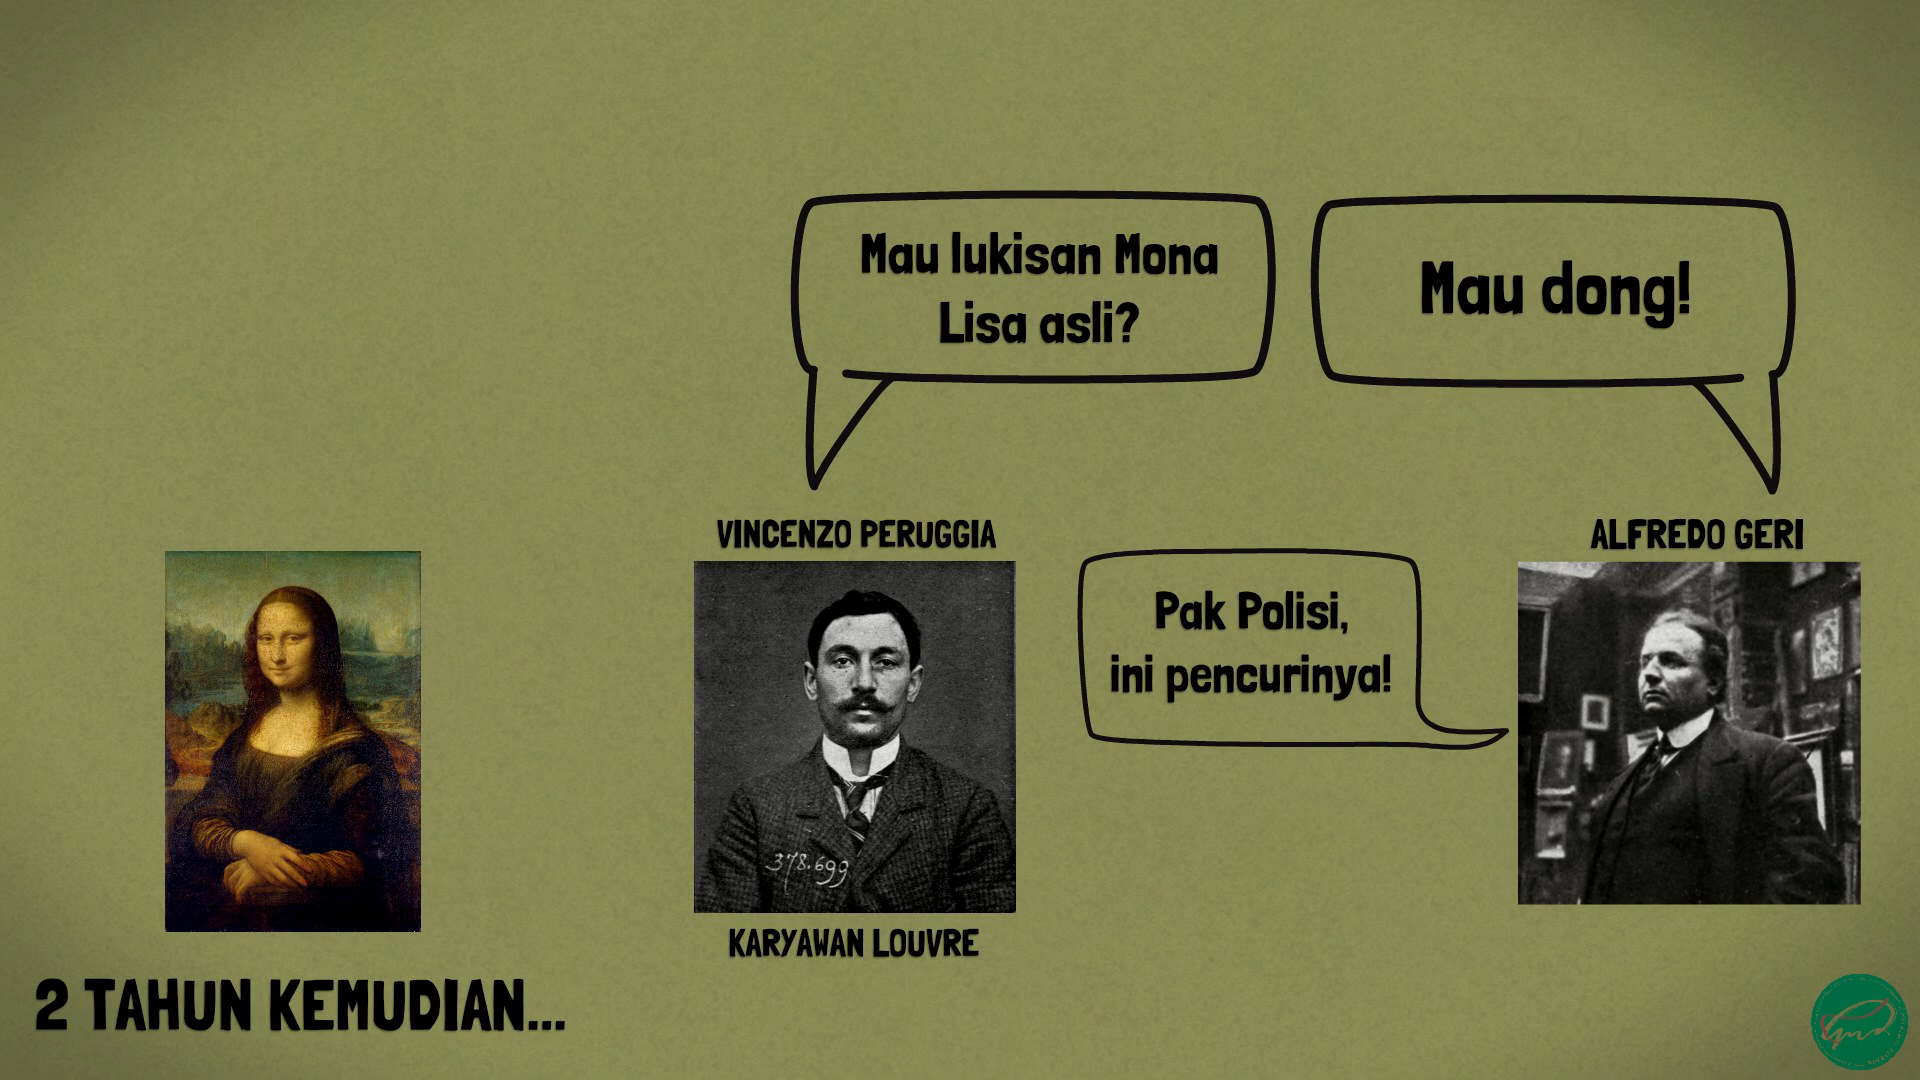 Mau lukisan Mona
Lisa asli?
Mau dong!
VINCENZO PERUGGIA
ALFREDO GERI
Pak Polisi,
ini pencurinya!
378.699
KARYAWAN LOUVRE
2 TAHUN KEMUDIAN...